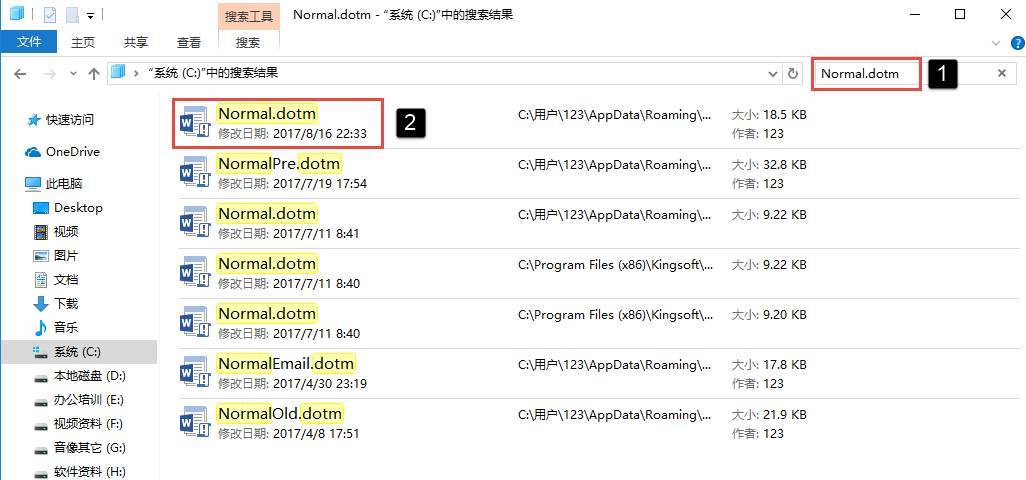 Normal.dotm - “系统 (C:)”中的搜索结果
搜索工具
文件 主页 共享 查看 搜索
“系统 (C:)”中的搜索结果
Normal.dotm
1
快速访问
OneDrive
此电脑
Desktop
视频
图片
文档
下载
音乐
系统 (C:)
本地磁盘 (D:)
办公培训 (E:)
视频资料 (F:)
音像其它 (G:)
软件资料 (H:)
Normal.dotm C:\用户\123\AppData\Roaming\... 大小: 18.5 KB
修改日期: 2017/8/16 22:33 作者: 123
2
NormalPre.dotm C:\用户\123\AppData\Roaming\... 大小: 32.8 KB
修改日期: 2017/7/19 17:54 作者: 123
Normal.dotm C:\用户\123\AppData\Roaming\... 大小: 9.22 KB
修改日期: 2017/7/11 8:41
Normal.dotm C:\Program Files (x86)\Kingsoft\... 大小: 9.22 KB
修改日期: 2017/7/11 8:40
Normal.dotm C:\Program Files (x86)\Kingsoft\... 大小: 9.20 KB
修改日期: 2017/7/11 8:40
NormalEmail.dotm C:\用户\123\AppData\Roaming\... 大小: 17.8 KB
修改日期: 2017/4/30 23:19 作者: 123
NormalOld.dotm C:\用户\123\AppData\Roaming\... 大小: 21.9 KB
修改日期: 2017/4/8 17:51 作者: 123